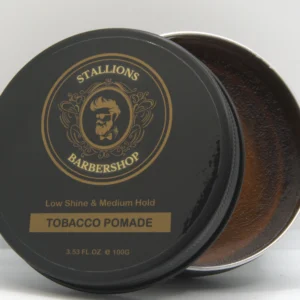 STALLIONS
BARBERSHOP
Low Shine & Medium Hold
TOBACCO POMADE
3.53 FL.OZ ℮ 100G